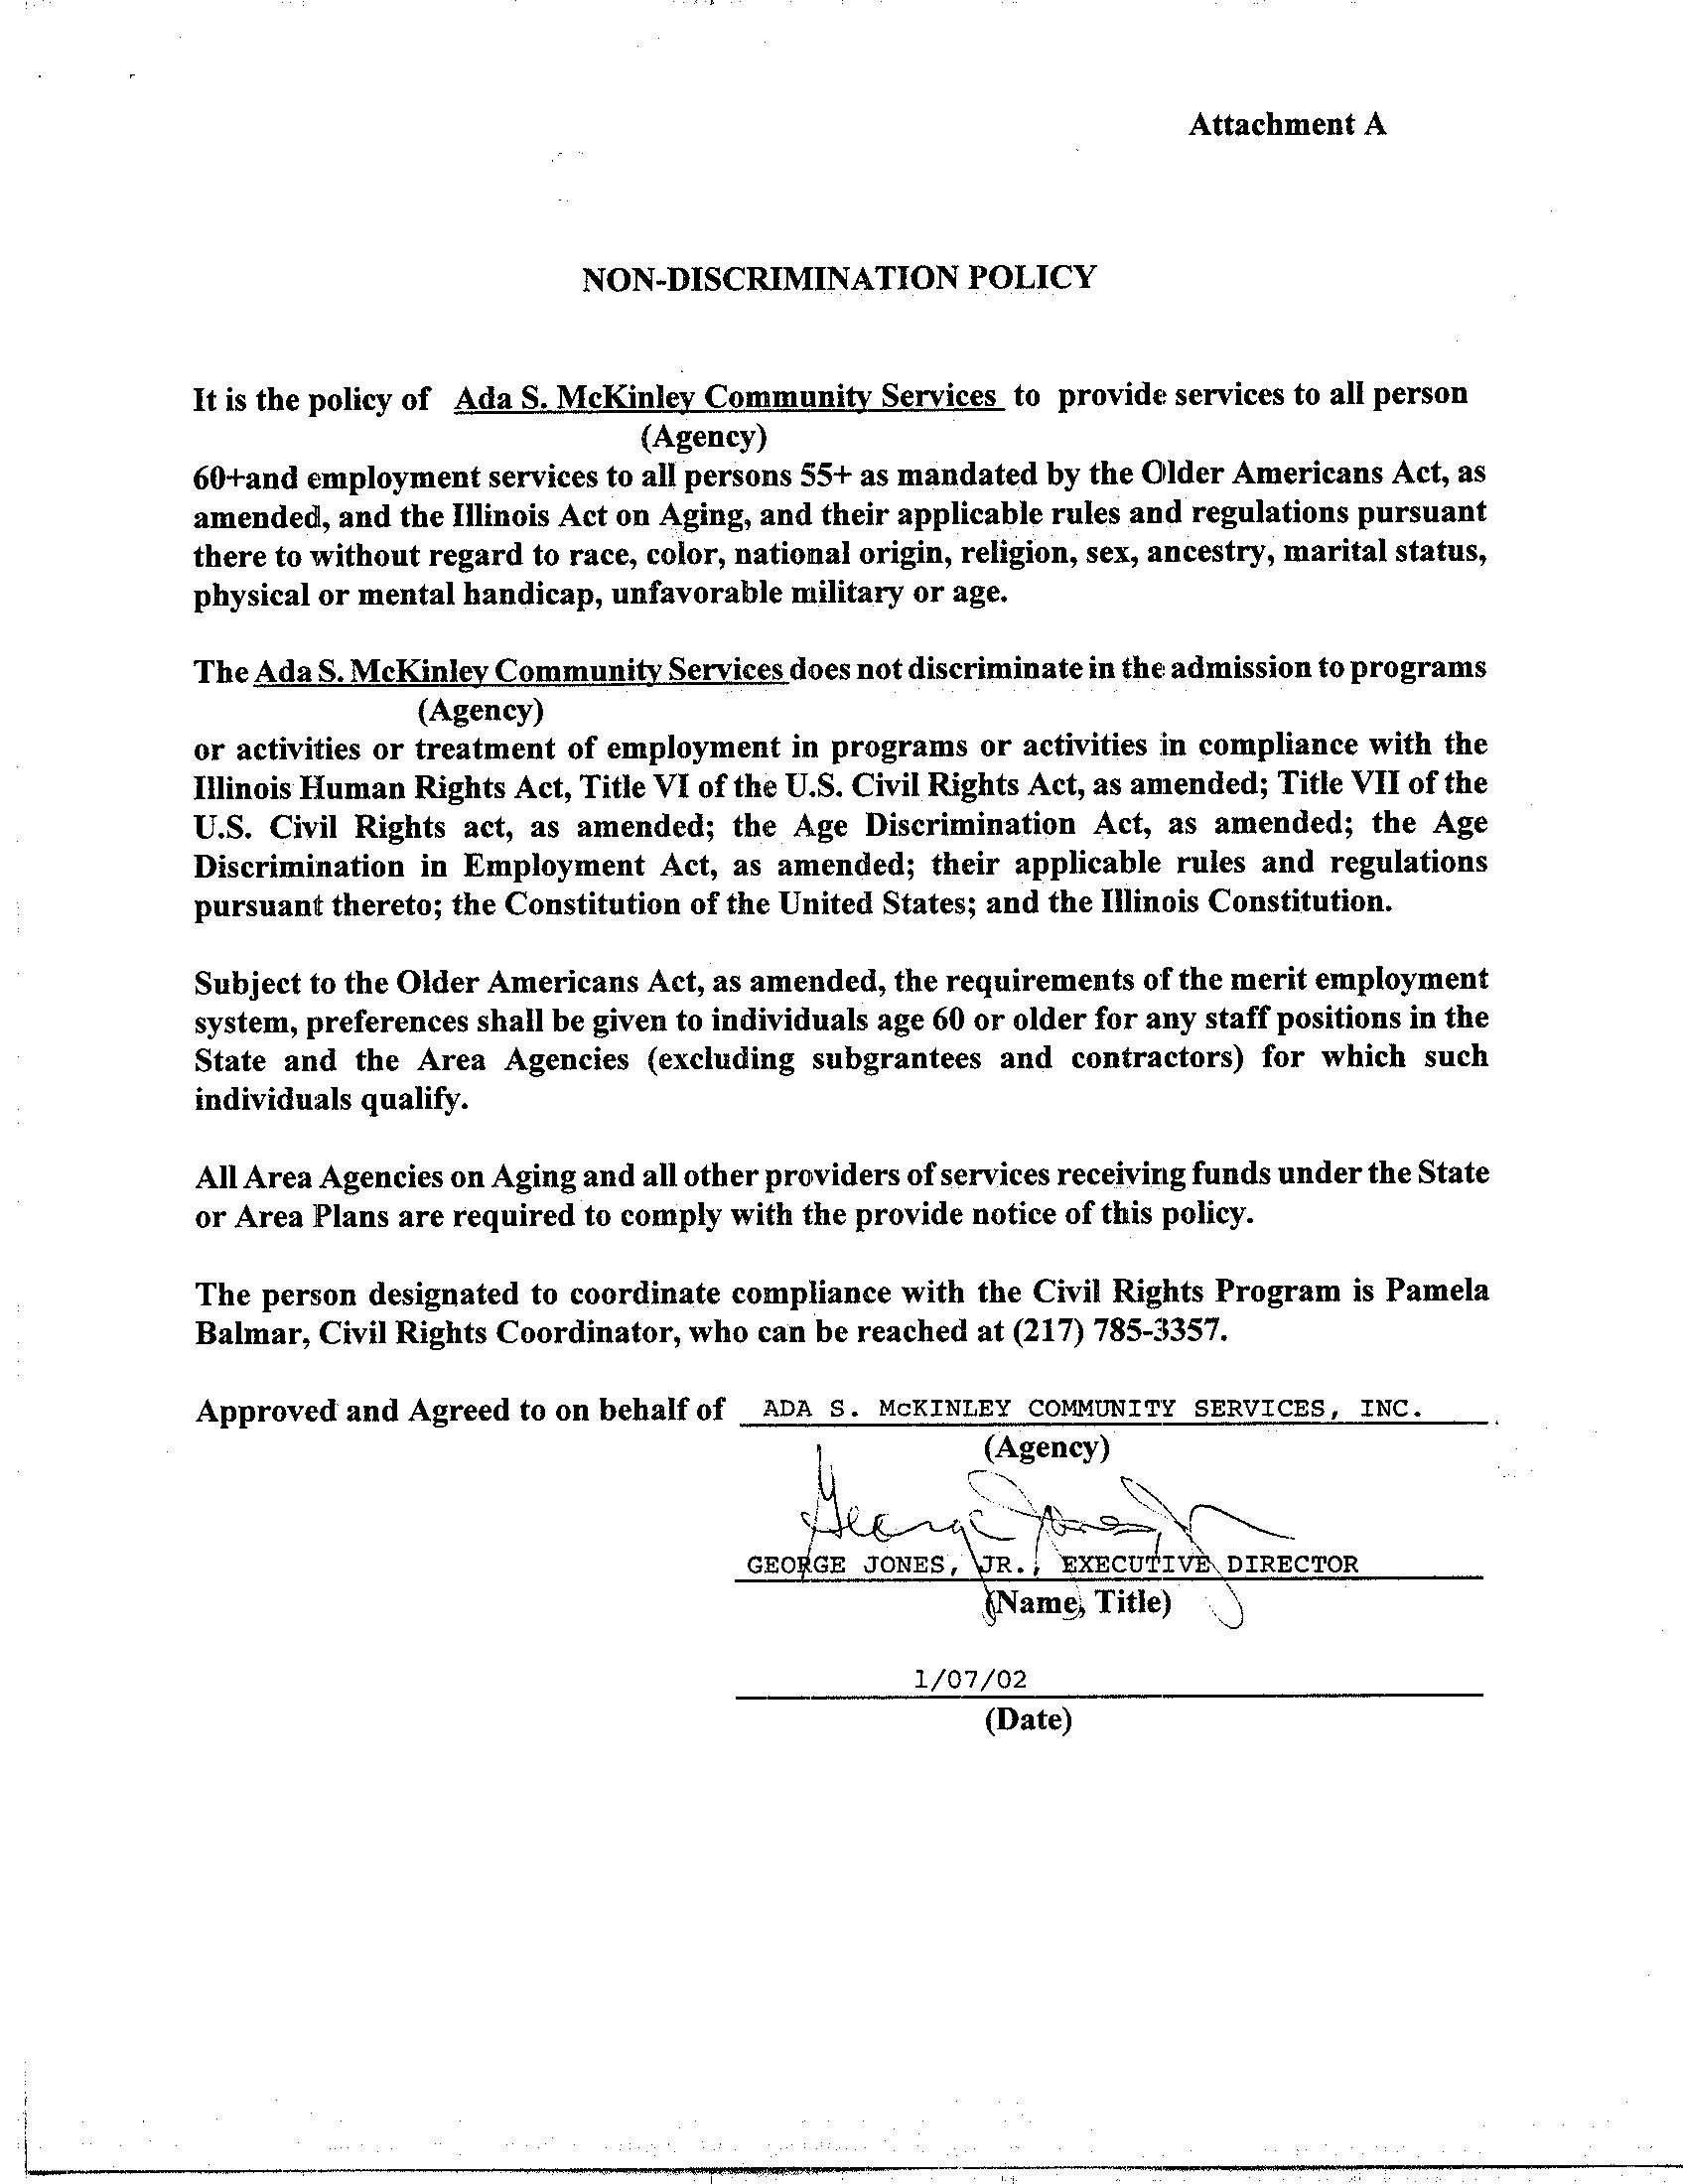 Attachment A
NON-DISCRIMINATION POLICY
It is the policy of Ada S. McKinley Community Services to provide services to all person
(Agency)
60+and employment services to all persons 55+ as mandated by the Older Americans Act, as
amended, and the Illinois Act on Aging, and their applicable rules and regulations pursuant
there to without regard to race, color, national origin, religion, sex, ancestry, marital status,
physical or mental handicap, unfavorable military or age.
The Ada S. McKinley Community Services does not discriminate in the admission to programs
(Agency)
or activities or treatment of employment in programs or activities in compliance with the
Illinois Human Rights Act, Title VI of the U.S. Civil Rights Act, as amended; Title VII of the
U.S. Civil Rights act, as amended; the Age Discrimination Act, as amended; the Age
Discrimination in Employment Act, as amended; their applicable rules and regulations
pursuant thereto; the Constitution of the United States; and the Illinois Constitution.
Subject to the Older Americans Act, as amended, the requirements of the merit employment
system, preferences shall be given to individuals age 60 or older for any staff positions in the
State and the Area Agencies (excluding subgrantees and contractors) for which such
individuals qualify.
All Area Agencies on Aging and all other providers of services receiving funds under the State
or Area Plans are required to comply with the provide notice of this policy.
The person designated to coordinate compliance with the Civil Rights Program is Pamela
Balmar, Civil Rights Coordinator, who can be reached at (217) 785-3357.
Approved and Agreed to on behalf of ADA S. McKINLEY COMMUNITY SERVICES, INC.
(Agency)
George Jones, Jr
GEORGE JONES, JR., EXECUTIVE DIRECTOR
(Name, Title)
1/07/02
(Date)